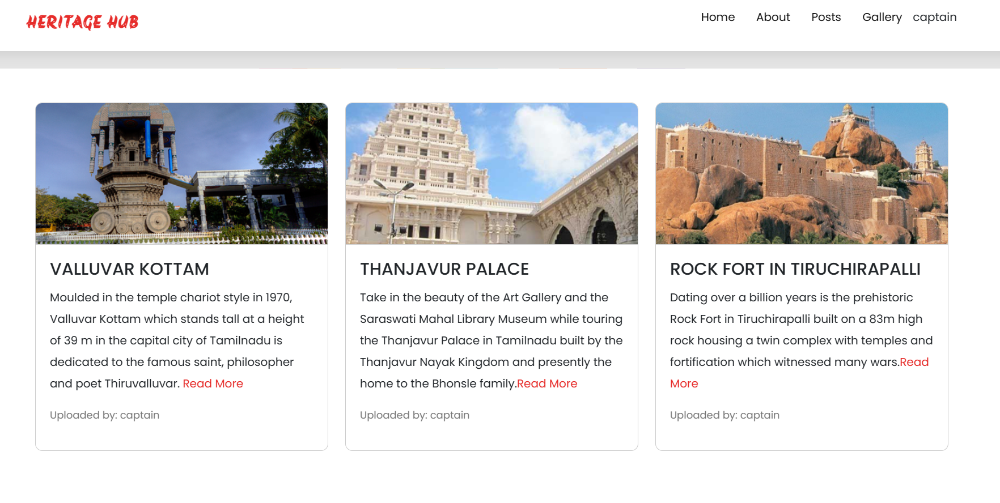 HERITAGE HUB
Home About Posts Gallery captain
VALLUVAR KOTTAM
Moulded in the temple chariot style in 1970,
Valluvar Kottam which stands tall at a height
of 39 m in the capital city of Tamilnadu is
dedicated to the famous saint, philosopher
and poet Thiruvalluvar. Read More
Uploaded by: captain
THANJAVUR PALACE
Take in the beauty of the Art Gallery and the
Saraswati Mahal Library Museum while touring
the Thanjavur Palace in Tamilnadu built by the
Thanjavur Nayak Kingdom and presently the
home to the Bhonsle family.Read More
Uploaded by: captain
ROCK FORT IN TIRUCHIRAPALLI
Dating over a billion years is the prehistoric
Rock Fort in Tiruchirapalli built on a 83m high
rock housing a twin complex with temples and
fortification which witnessed many wars.Read
More
Uploaded by: captain